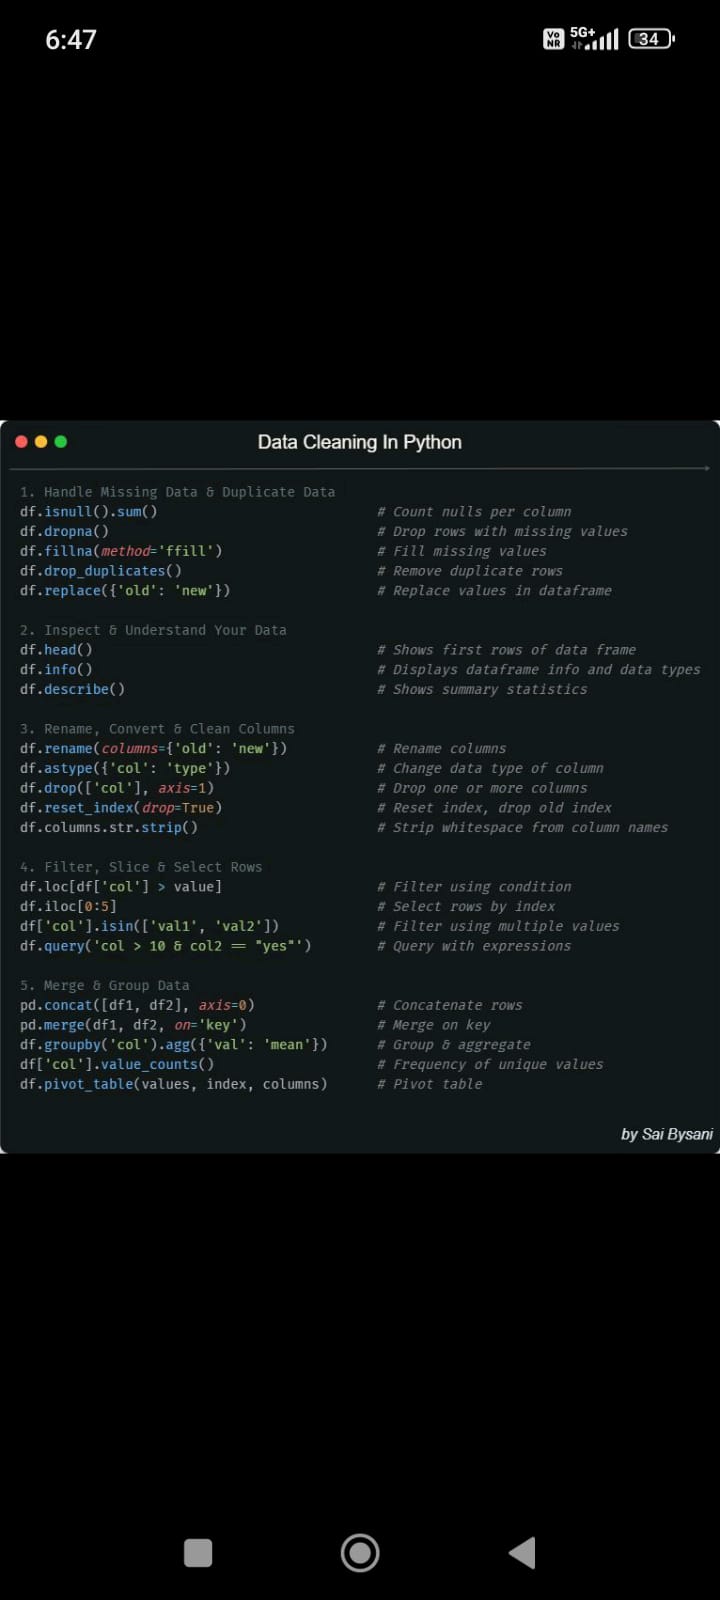 6:47
Vo NR 5G+ 34
Data Cleaning In Python
1. Handle Missing Data & Duplicate Data
df.isnull().sum() # Count nulls per column
df.dropna() # Drop rows with missing values
df.fillna(method='ffill') # Fill missing values
df.drop_duplicates() # Remove duplicate rows
df.replace({'old': 'new'}) # Replace values in dataframe
2. Inspect & Understand Your Data
df.head() # Shows first rows of data frame
df.info() # Displays dataframe info and data types
df.describe() # Shows summary statistics
3. Rename, Convert & Clean Columns
df.rename(columns={'old': 'new'}) # Rename columns
df.astype({'col': 'type'}) # Change data type of column
df.drop(['col'], axis=1) # Drop one or more columns
df.reset_index(drop=True) # Reset index, drop old index
df.columns.str.strip() # Strip whitespace from column names
4. Filter, Slice & Select Rows
df.loc[df['col'] > value] # Filter using condition
df.iloc[0:5] # Select rows by index
df['col'].isin(['val1', 'val2']) # Filter using multiple values
df.query('col > 10 & col2 == "yes"') # Query with expressions
5. Merge & Group Data
pd.concat([df1, df2], axis=0) # Concatenate rows
pd.merge(df1, df2, on='key') # Merge on key
df.groupby('col').agg({'val': 'mean'}) # Group & aggregate
df['col'].value_counts() # Frequency of unique values
df.pivot_table(values, index, columns) # Pivot table
by Sai Bysani